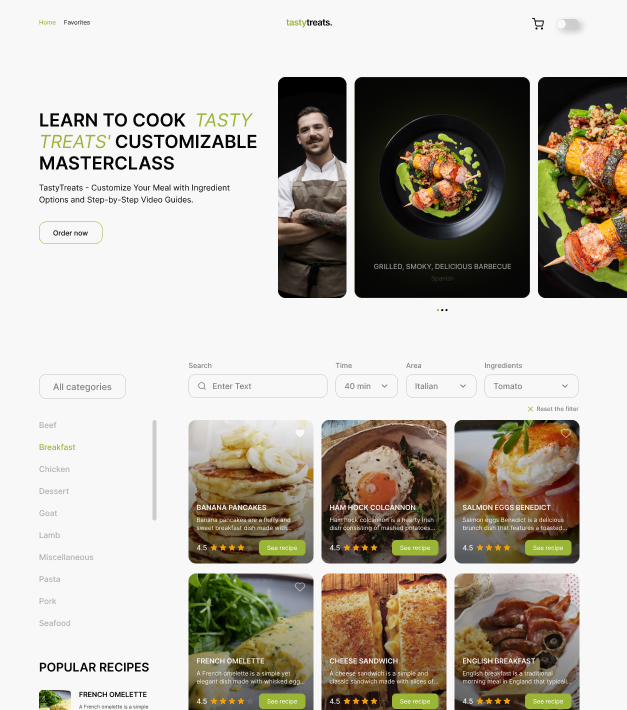 Home Favorites
tastytreats.
LEARN TO COOK TASTY
TREATS' CUSTOMIZABLE
MASTERCLASS
TastyTreats - Customize Your Meal with Ingredient
Options and Step-by-Step Video Guides.
Order now
GRILLED, SMOKY, DELICIOUS BARBECUE
Spanish
All categories
Beef
Breakfast
Chicken
Dessert
Goat
Lamb
Miscellaneous
Pasta
Pork
Seafood
Search
Enter Text
Time
40 min
Area
Italian
Ingredients
Tomato
Reset the filter
BANANA PANCAKES
Banana pancakes are a fluffy and
sweet breakfast dish made with...
4.5
See recipe
HAM HOCK COLCANNON
Ham hock colcannon is a hearty Irish
dish consisting of mashed potatoes...
4.5
See recipe
SALMON EGGS BENEDICT
Salmon eggs Benedict is a delicious
brunch dish that features a toasted...
4.5
See recipe
FRENCH OMELETTE
A French omelette is a simple yet
elegant dish made with whisked egg...
4.5
See recipe
CHEESE SANDWICH
A cheese sandwich is a simple and
classic sandwich made with slices of...
4.5
See recipe
ENGLISH BREAKFAST
English breakfast is a traditional
morning meal in England that typicall...
4.5
See recipe
POPULAR RECIPES
FRENCH OMELETTE
A French omelette is a simple